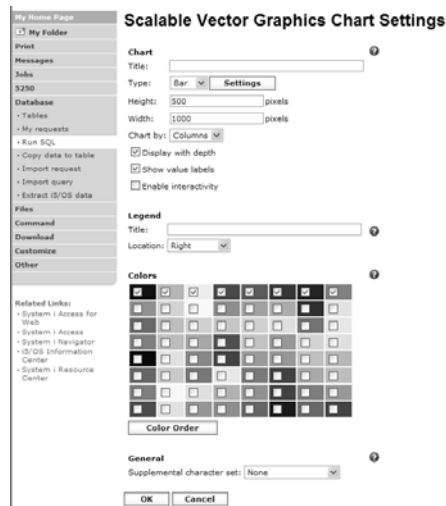 My Home Page
My Folder
Print
Messages
Jobs
5250
Database
• Tables
• My requests
• Run SQL
• Copy data to table
• Import request
• Import query
• Extract i5/OS data
Files
Command
Download
Customize
Other
Related Links:
• System i Access for
Web
• System i Access
• System i Navigator
• i5/OS Information
Center
• System i Resource
Center
Scalable Vector Graphics Chart Settings
Chart
Title:
Type: Bar Settings
Height: 500 pixels
Width: 1000 pixels
Chart by: Columns
Display with depth
Show value labels
Enable interactivity
Legend
Title:
Location: Right
Colors
Color Order
General
Supplemental character set: None
OK Cancel